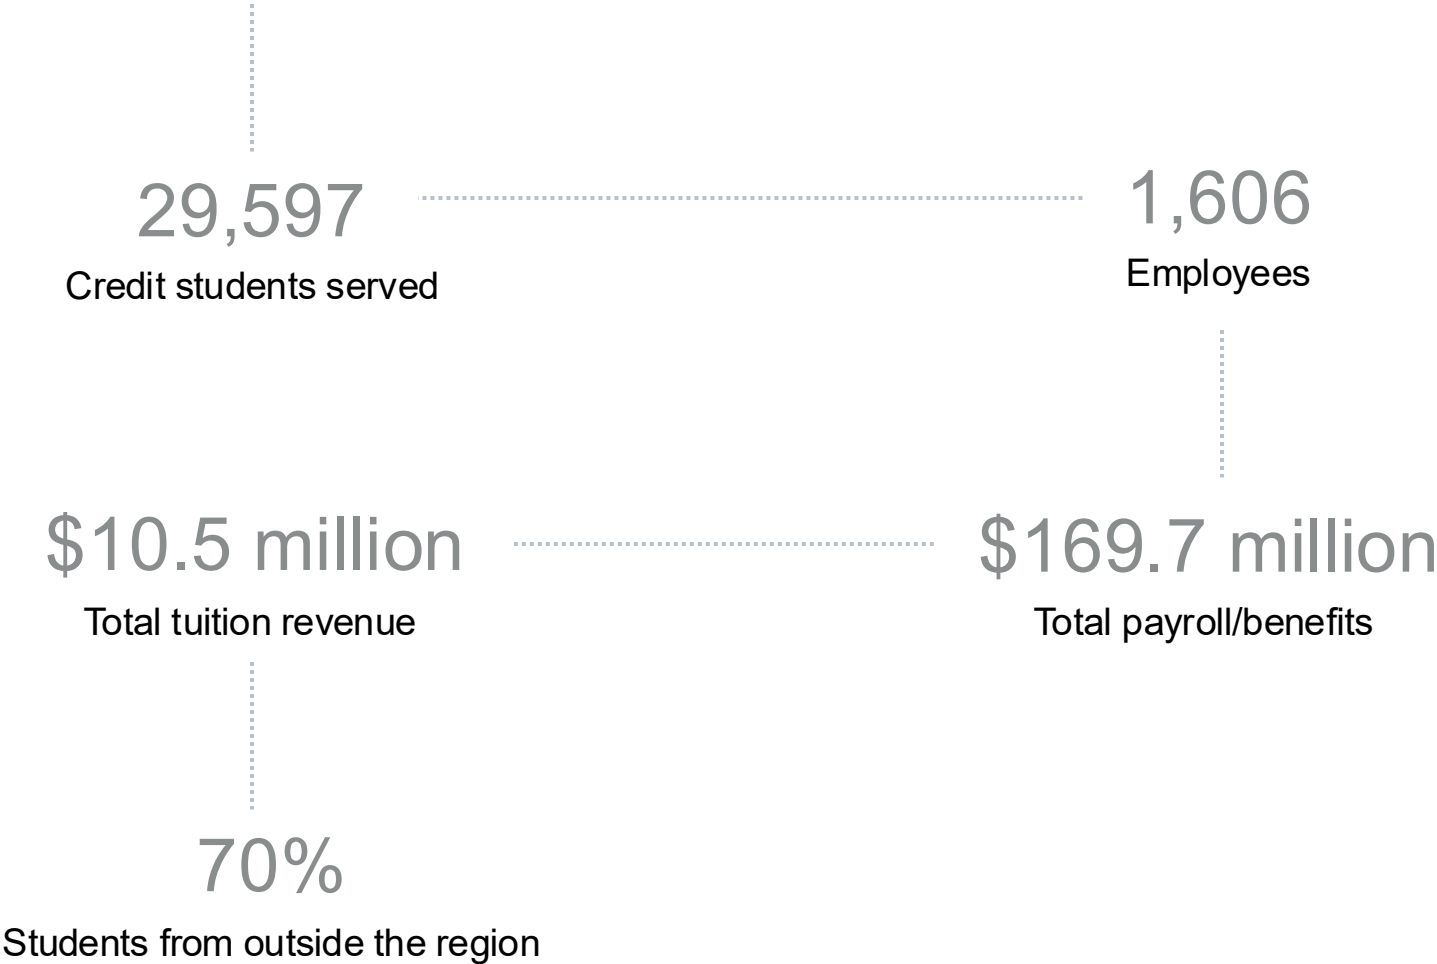 29,597
Credit students served
1,606
Employees
$10.5 million
Total tuition revenue
$169.7 million
Total payroll/benefits
70%
Students from outside the region